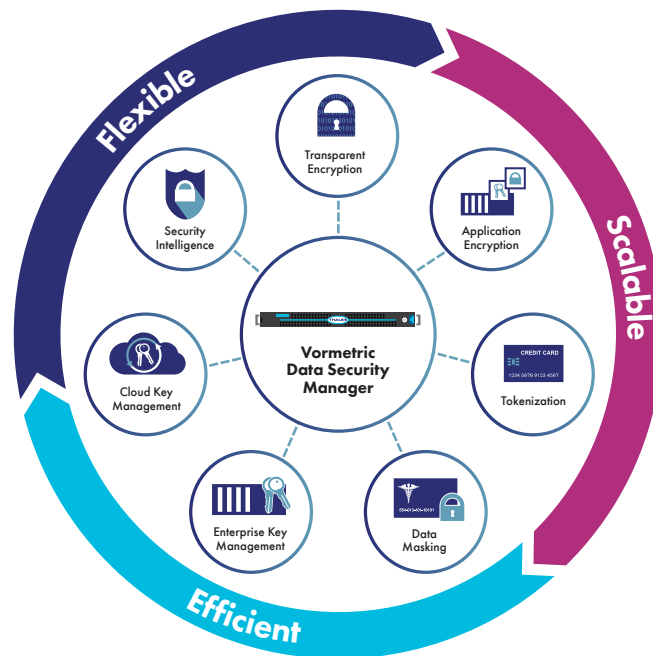 Flexible
Scalable
Efficient
Transparent
Encryption
Application
Encryption
CREDIT CARD
1234 5678 9123 4567
Tokenization
Data
Masking
Enterprise Key
Management
Cloud Key
Management
Security
Intelligence
THALES
Vormetric
Data Security
Manager